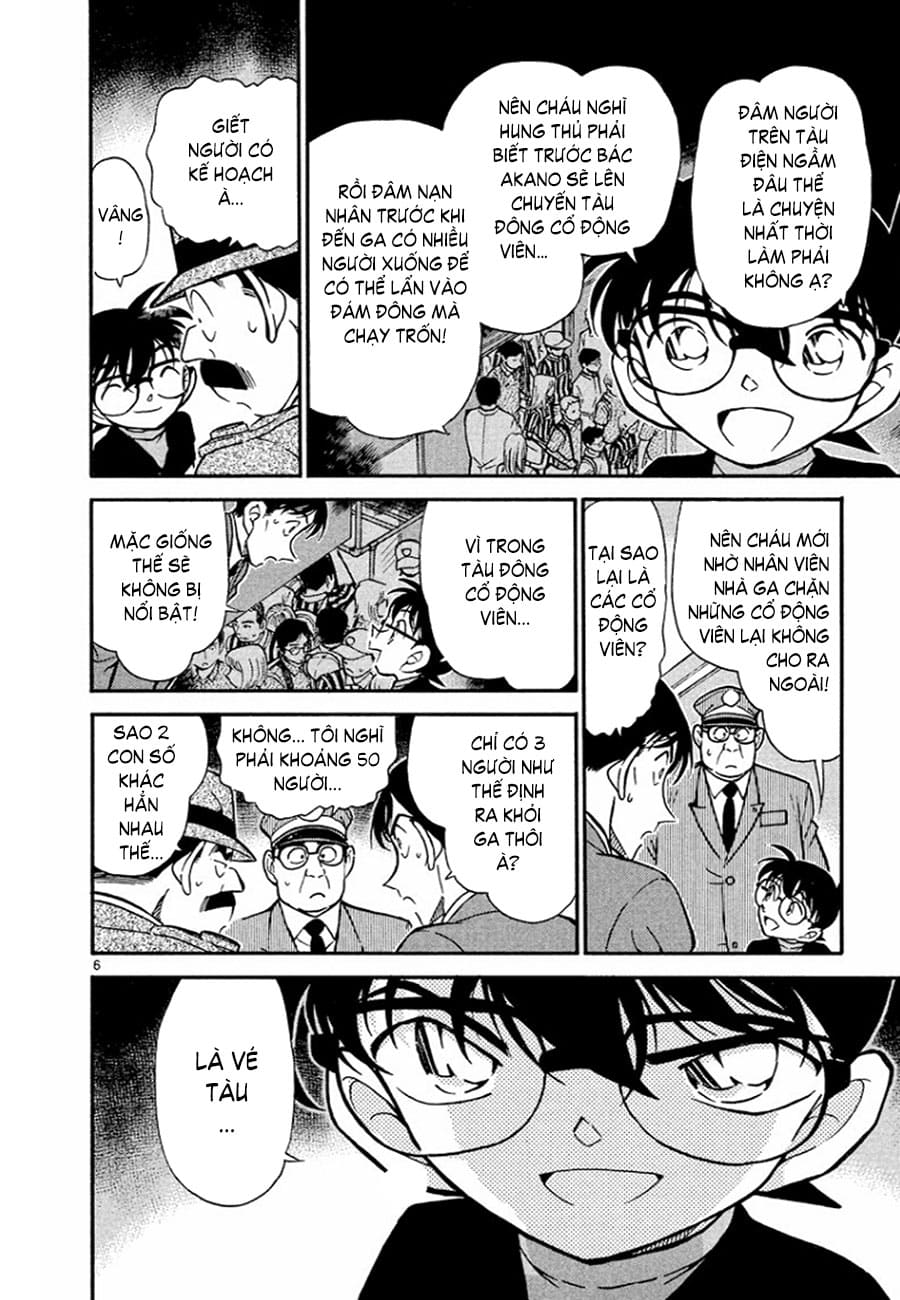 ĐÂM NGƯỜI
TRÊN TÀU
ĐIỆN NGẦM
ĐÂU THỂ
LÀ CHUYỆN
NHẤT THỜI
LÀM PHẢI
KHÔNG Ạ?
NÊN CHÁU NGHĨ
HUNG THỦ PHẢI
BIẾT TRƯỚC BÁC
AKANO SẼ LÊN
CHUYẾN TÀU
ĐÔNG CỔ ĐỘNG
VIÊN...
RỒI ĐÂM NẠN
NHÂN TRƯỚC KHI
ĐẾN GA CÓ NHIỀU
NGƯỜI XUỐNG ĐỂ
CÓ THỂ LẨN VÀO
ĐÁM ĐÔNG MÀ
CHẠY TRỐN!
GIẾT
NGƯỜI CÓ
KẾ HOẠCH
À...
VÂNG
!
NÊN CHÁU MỚI
NHỜ NHÂN VIÊN
NHÀ GA CHẶN
NHỮNG CỔ ĐỘNG
VIÊN LẠI KHÔNG
CHO RA
NGOÀI!
TẠI SAO
LẠI LÀ
CÁC CỔ
ĐỘNG
VIÊN?
VÌ TRONG
TÀU ĐÔNG
CỔ ĐỘNG
VIÊN...
MẶC GIỐNG
THẾ SẼ
KHÔNG BỊ
NỔI BẬT!
CHỈ CÓ 3
NGƯỜI NHƯ
THẾ ĐỊNH
RA KHỎI
GA THÔI
À?
KHÔNG... TÔI NGHĨ
PHẢI KHOẢNG 50
NGƯỜI...
SAO 2
CON SỐ
KHÁC
HẲN
NHAU
THẾ...
6
LÀ VÉ
TÀU
...